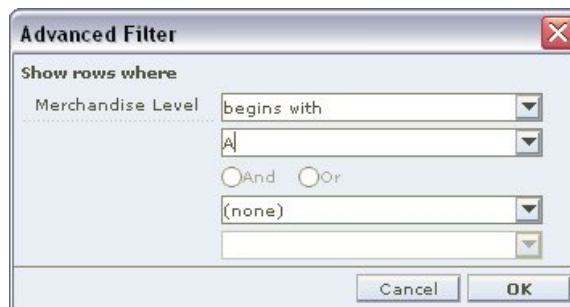 Advanced Filter
Show rows where
Merchandise Level begins with
A
And Or
(none)
Cancel OK